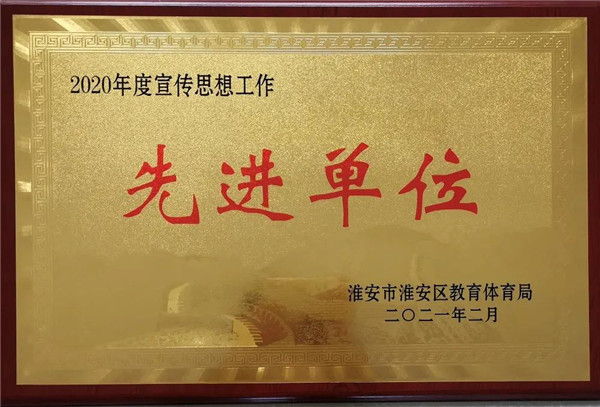 2020年度宣传思想工作
先进单位
淮安市淮安区教育体育局
二〇二一年二月